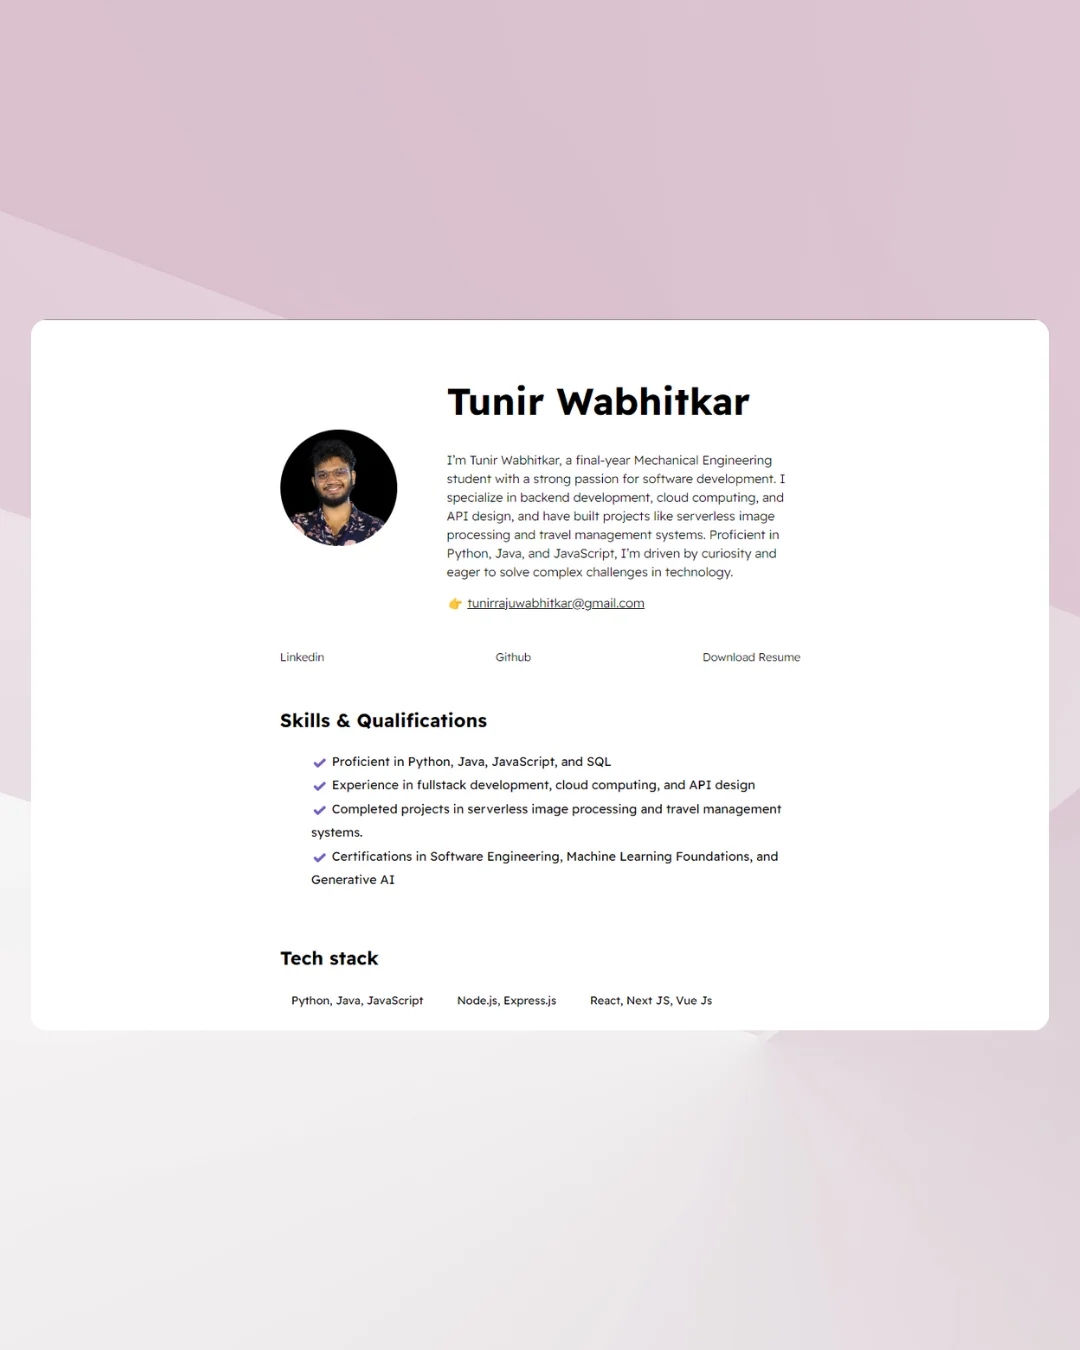 Tunir Wabhitkar
I'm Tunir Wabhitkar, a final-year Mechanical Engineering
student with a strong passion for software development. I
specialize in backend development, cloud computing, and
API design, and have built projects like serverless image
processing and travel management systems. Proficient in
Python, Java, and JavaScript, I'm driven by curiosity and
eager to solve complex challenges in technology.
👉 tunirrajuwabhitkar@gmail.com
Linkedin Github Download Resume
Skills & Qualifications
✔ Proficient in Python, Java, JavaScript, and SQL
✔ Experience in fullstack development, cloud computing, and API design
✔ Completed projects in serverless image processing and travel management
systems.
✔ Certifications in Software Engineering, Machine Learning Foundations, and
Generative AI
Tech stack
Python, Java, JavaScript Node.js, Express.js React, Next JS, Vue Js